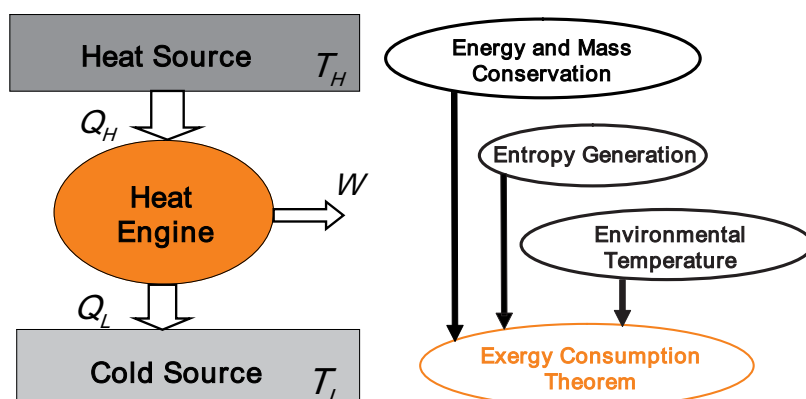 Heat Source
T_H
Q_H
Heat
Engine
W
Q_L
Cold Source
T_L
Energy and Mass
Conservation
Entropy Generation
Environmental
Temperature
Exergy Consumption
Theorem